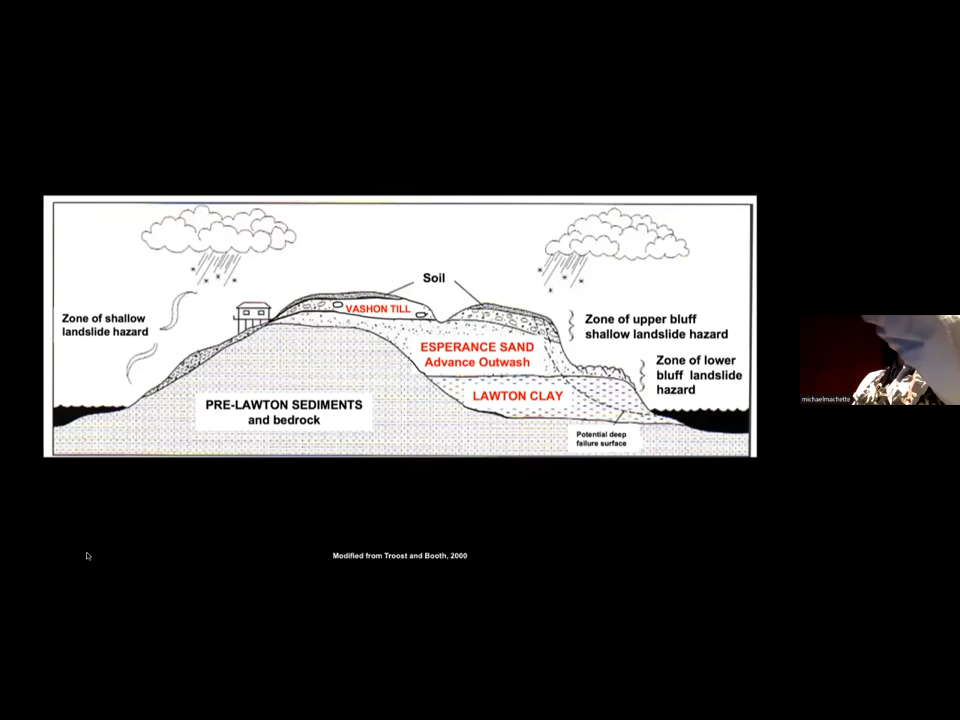 Soil
VASHON TILL
Zone of shallow
landslide hazard
Zone of upper bluff
shallow landslide hazard
ESPERANCE SAND
Advance Outwash
Zone of lower
bluff landslide
hazard
LAWTON CLAY
PRE-LAWTON SEDIMENTS
and bedrock
Potential deep
failure surface
michaelmachette
Modified from Troost and Booth, 2000